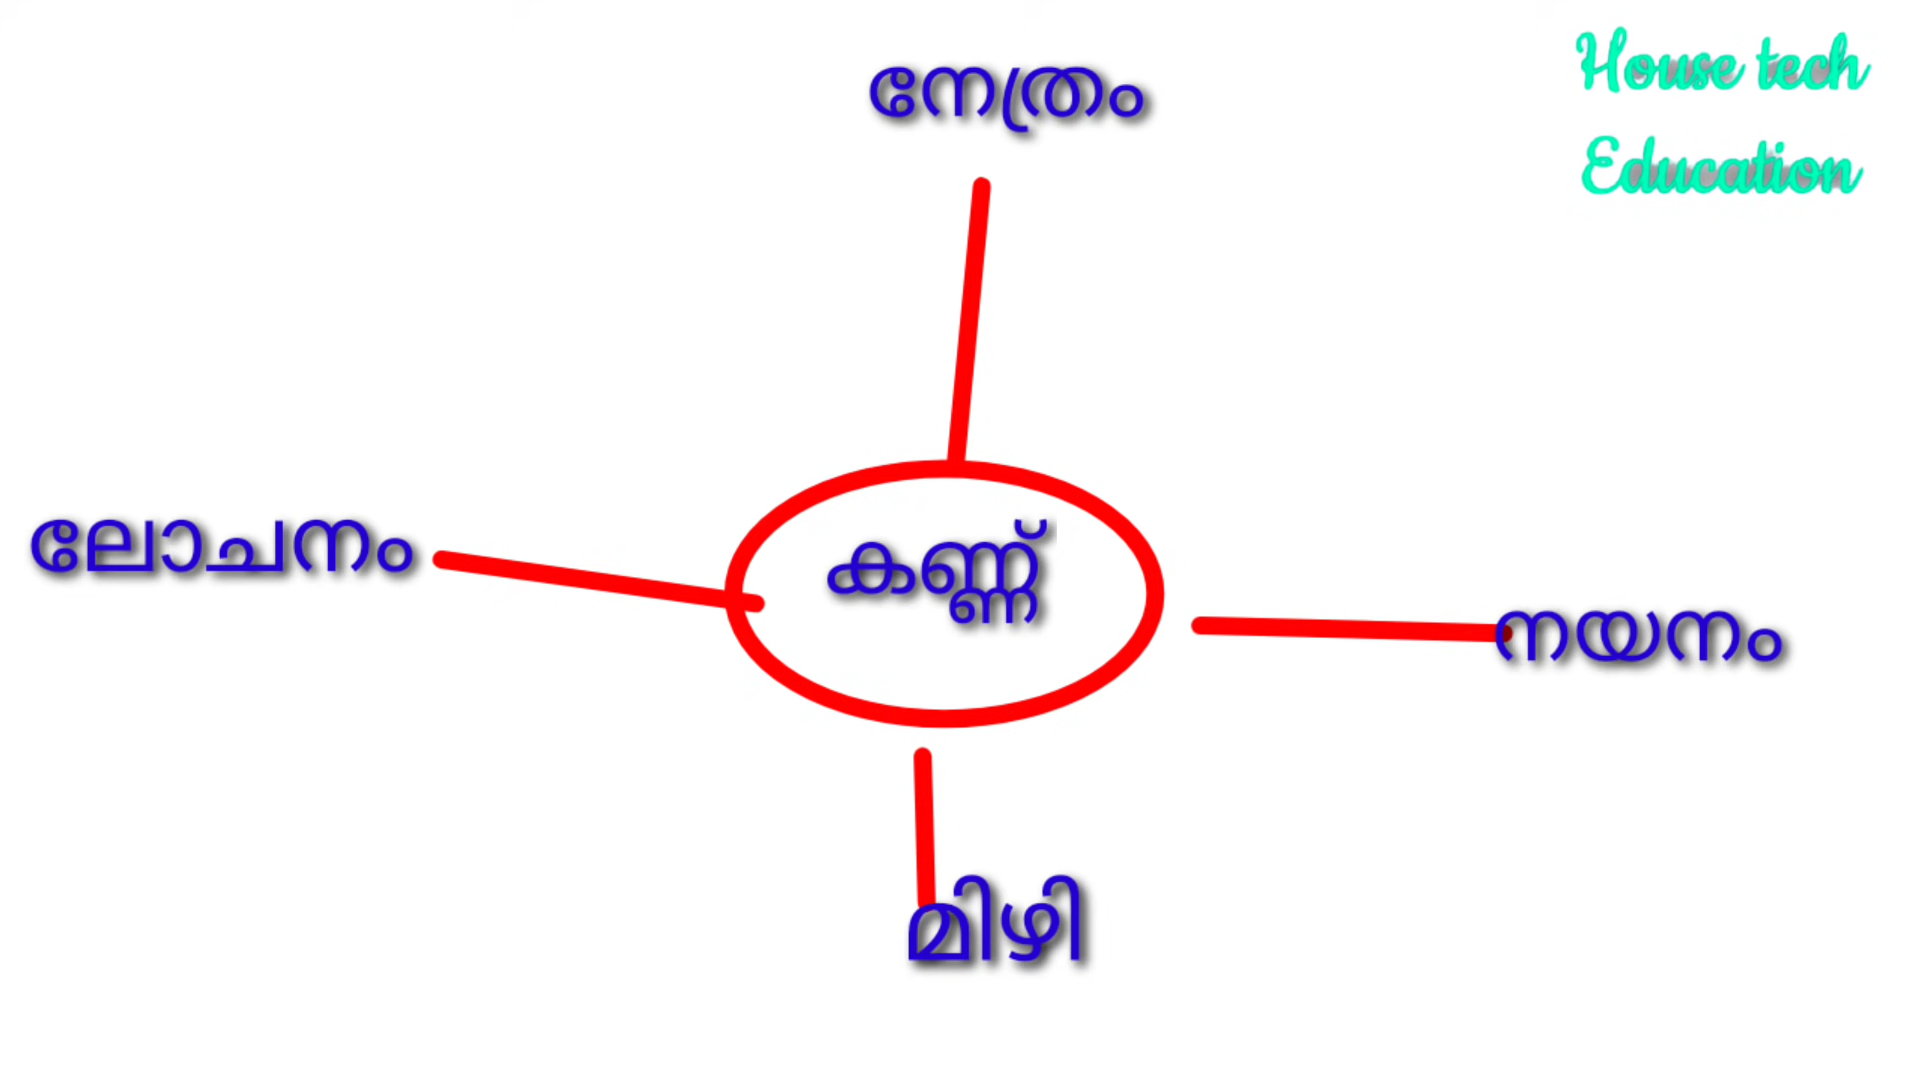 നേത്രം
House tech
Education
ലോചനം
കണ്ണ്
നയനം
മിഴി